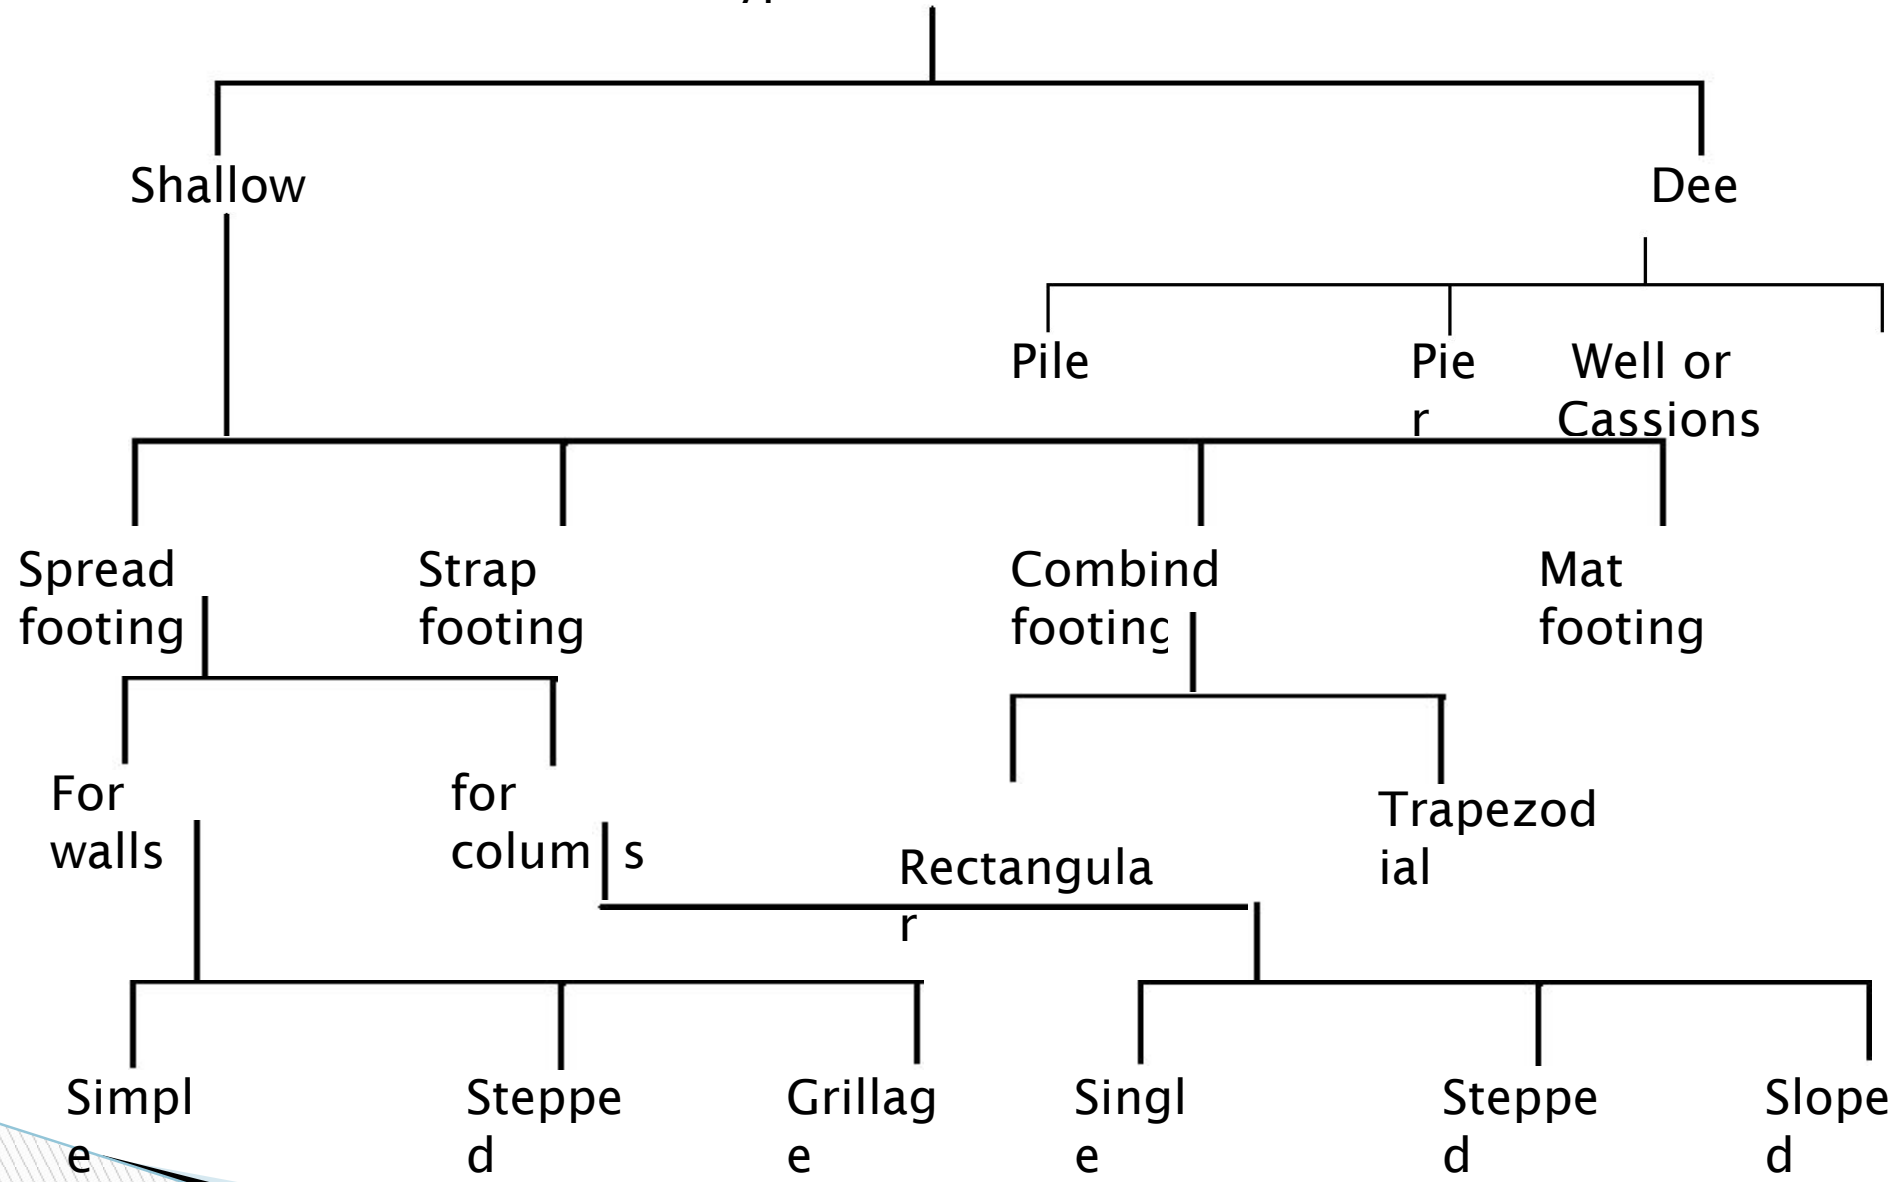 Shallow
Dee
Pile
Pie
r
Well or
Cassions
Spread
footing
Strap
footing
Combind
footing
Mat
footing
For
walls
for
colum s
Rectangula
r
Trapezod
ial
Simpl
e
Steppe
d
Grillag
e
Singl
e
Steppe
d
Slope
d